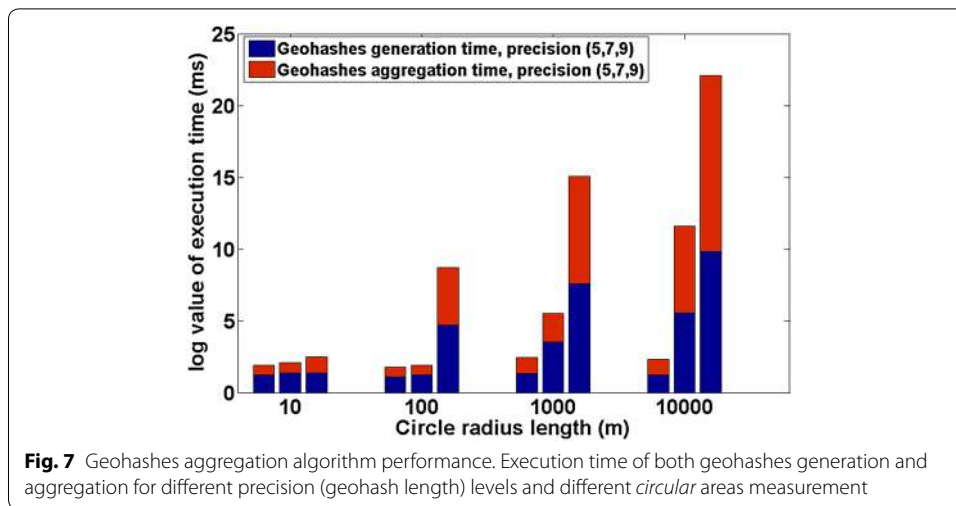 25
20
15
10
5
0
log value of execution time (ms)
Geohashes generation time, precision (5,7,9)
Geohashes aggregation time, precision (5,7,9)
10 100 1000 10000
Circle radius length (m)
Fig. 7 Geohashes aggregation algorithm performance. Execution time of both geohashes generation and
aggregation for different precision (geohash length) levels and different circular areas measurement